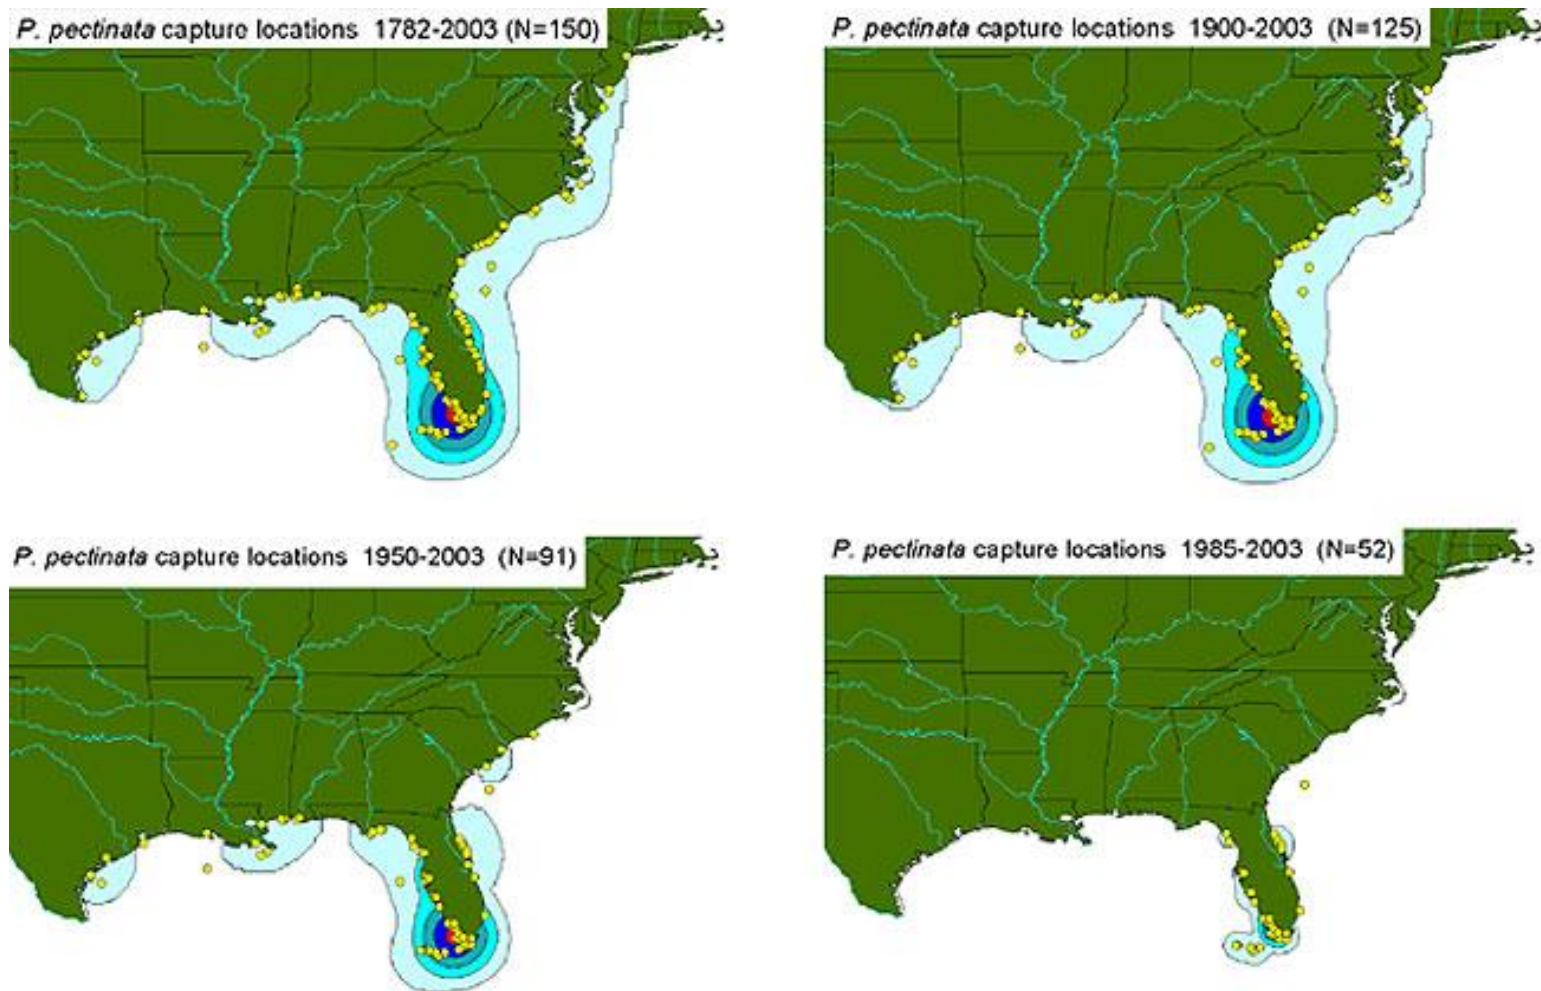 P. pectinata capture locations 1782-2003 (N=150)
P. pectinata capture locations 1900-2003 (N=125)
P. pectinata capture locations 1950-2003 (N=91)
P. pectinata capture locations 1985-2003 (N=52)